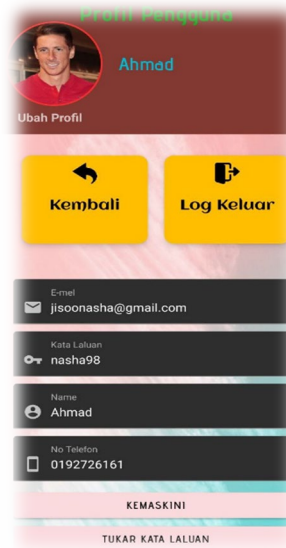 Profil Pengguna
Ahmad
Ubah Profil
Kembali
Log Keluar
E-mel
jisoonasha@gmail.com
Kata Laluan
nasha98
Name
Ahmad
No Telefon
0192726161
KEMASKINI
TUKAR KATA LALUAN